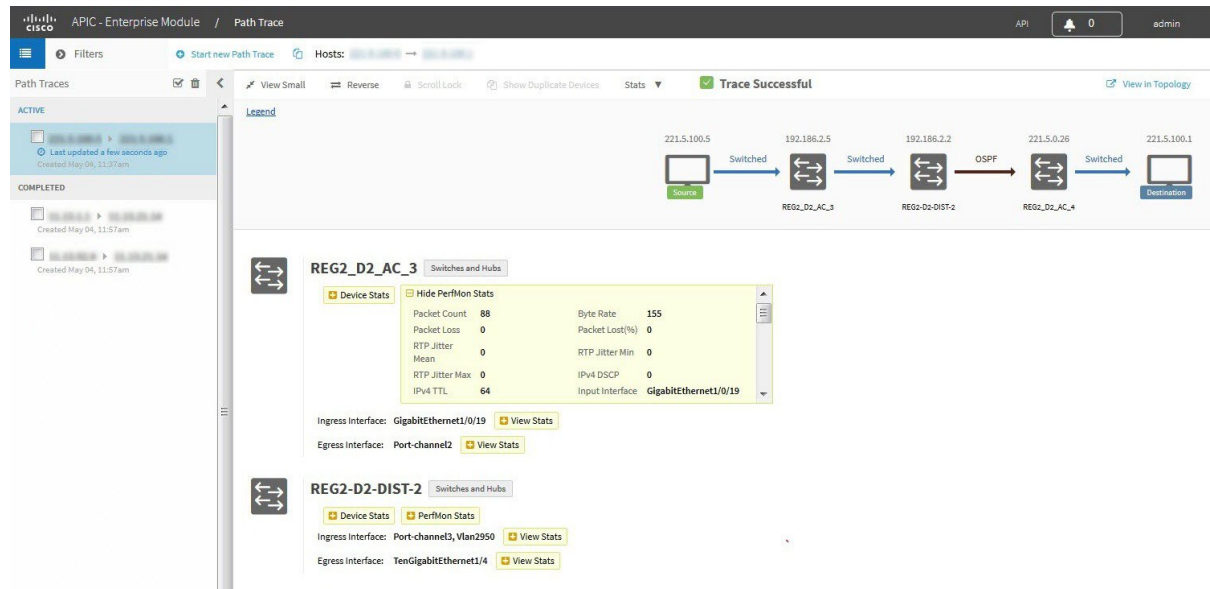 CISCO APIC - Enterprise Module / Path Trace API 0 admin
Filters Start new Path Trace Hosts:
Path Traces View Small Reverse Scroll Lock Show Duplicate Devices Stats ▼ Trace Successful View in Topology
ACTIVE
Legend
Last updated a few seconds ago
Created May 04, 11:37am
COMPLETED
Created May 04, 11:57am
Created May 04, 11:57am
221.5.100.5 192.186.2.5 192.186.2.2 221.5.0.26 221.5.100.1
Switched Switched OSPF Switched
Source Destination
REG2_D2_AC_3 REG2-D2-DIST-2 REG2_D2_AC_4
REG2_D2_AC_3 Switches and Hubs
Device Stats Hide PerfMon Stats
Packet Count 88 Byte Rate 155
Packet Loss 0 Packet Lost(%) 0
RTP Jitter
Mean 0 RTP Jitter Min 0
RTP Jitter Max 0 IPv4 DSCP 0
IPv4 TTL 64 Input Interface GigabitEthernet1/0/19
Ingress Interface: GigabitEthernet1/0/19 View Stats
Egress Interface: Port-channel2 View Stats
REG2-D2-DIST-2 Switches and Hubs
Device Stats PerfMon Stats
Ingress Interface: Port-channel3, Vlan2950 View Stats
Egress Interface: TenGigabitEthernet1/4 View Stats